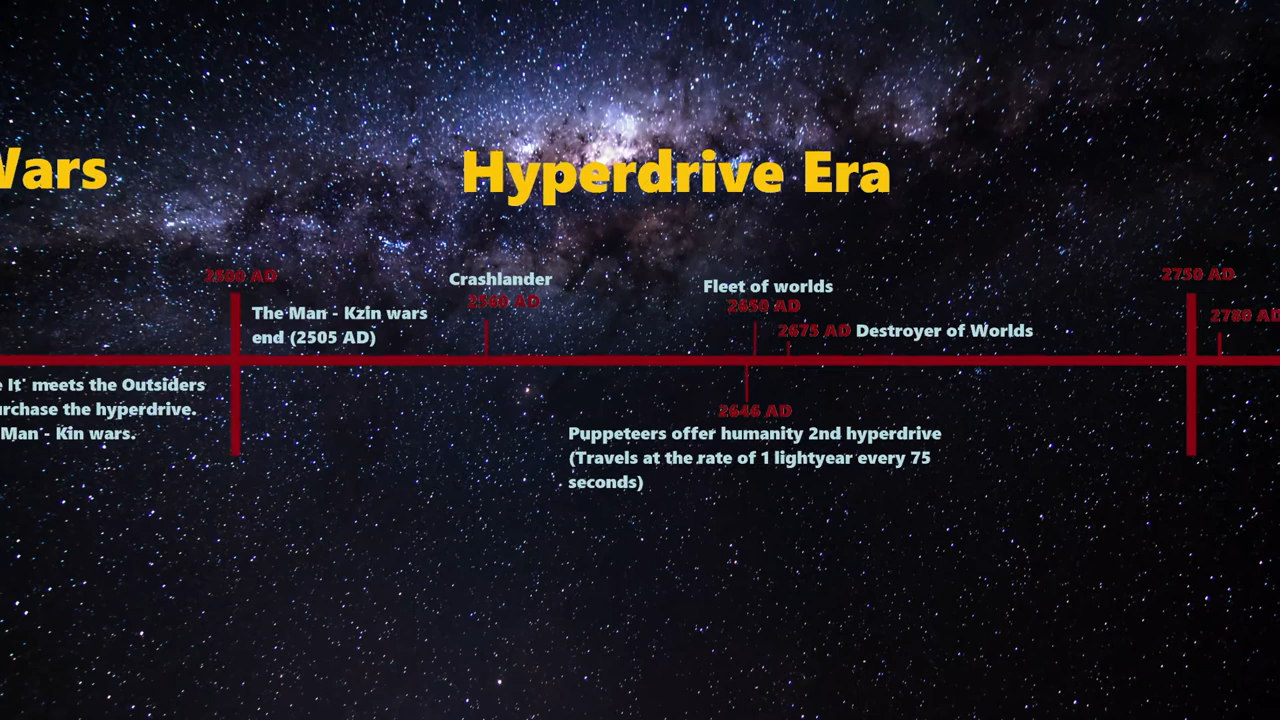 Wars
Hyperdrive Era
2500 AD
The Man - Kzin wars
end (2505 AD)
Crashlander
2560 AD
Fleet of worlds
2650 AD
2675 AD Destroyer of Worlds
2750 AD
2780 AD
It' meets the Outsiders
the hyperdrive.
Man - Kin wars.
2646 AD
Puppeteers offer humanity 2nd hyperdrive
(Travels at the rate of 1 lightyear every 75
seconds)